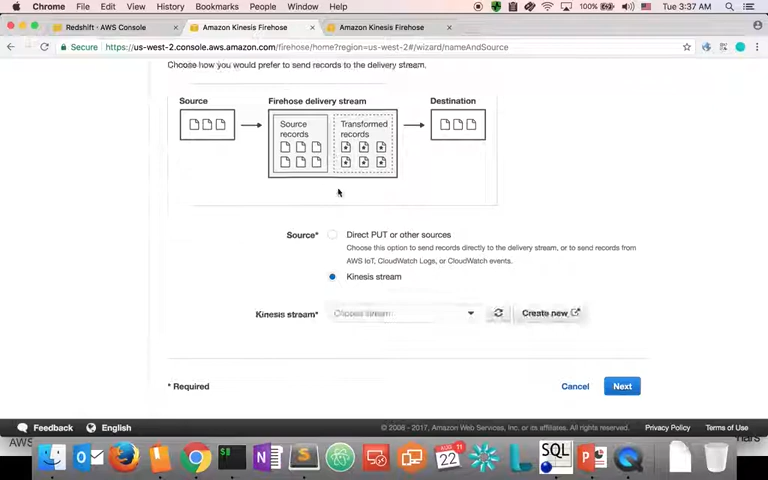 Chrome File Edit View History Bookmarks People Window Help 100% Tue 3:37 AM
Redshift - AWS Console Amazon Kinesis Firehose Amazon Kinesis Firehose
Secure https://us-west-2.console.aws.amazon.com/firehose/home?region=us-west-2#/wizard/nameAndSource
Choose how you would prefer to send records to the delivery stream.
Source Firehose delivery stream Destination
Source Transformed
records records
Source* Direct PUT or other sources
Choose this option to send records directly to the delivery stream, or to send records from
AWS IoT, CloudWatch Logs, or CloudWatch events.
Kinesis stream
Kinesis stream* Choose stream Create new
* Required Cancel Next
Feedback English © 2008 - 2017, Amazon Web Services, Inc. or its affiliates. All rights reserved. Privacy Policy Terms of Use
AWS
AUG
22 SQL